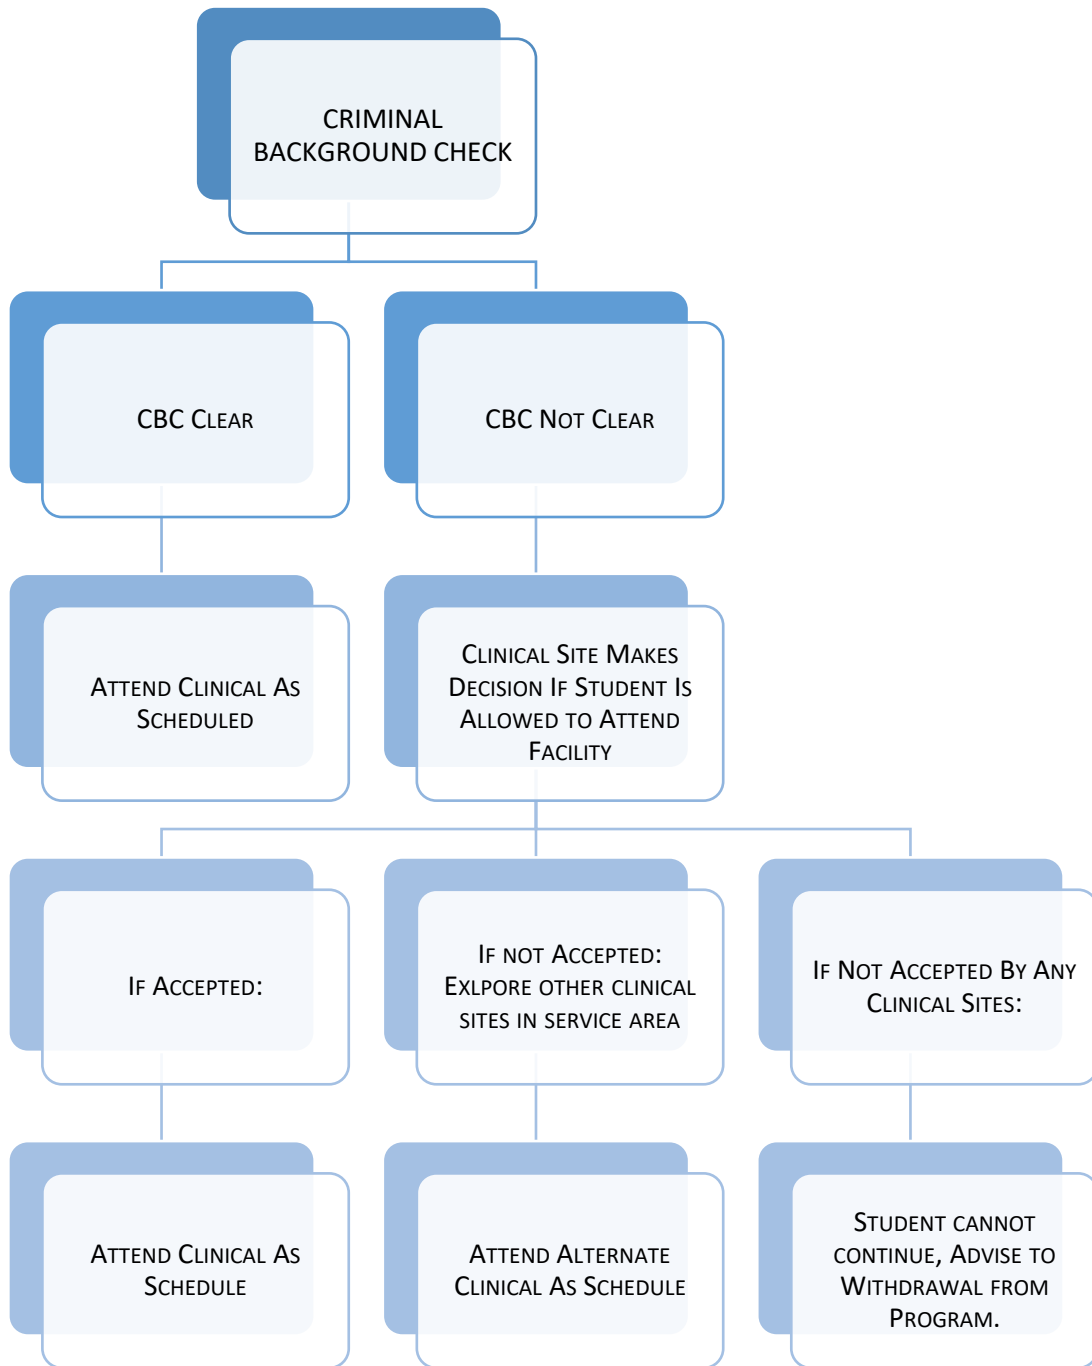 CRIMINAL
BACKGROUND CHECK
CBC CLEAR
CBC NOT CLEAR
ATTEND CLINICAL AS
SCHEDULED
CLINICAL SITE MAKES
DECISION IF STUDENT IS
ALLOWED TO ATTEND
FACILITY
IF ACCEPTED:
IF NOT ACCEPTED:
EXLPORE OTHER CLINICAL
SITES IN SERVICE AREA
IF NOT ACCEPTED BY ANY
CLINICAL SITES:
ATTEND CLINICAL AS
SCHEDULE
ATTEND ALTERNATE
CLINICAL AS SCHEDULE
STUDENT CANNOT
CONTINUE, ADVISE TO
WITHDRAWAL FROM
PROGRAM.